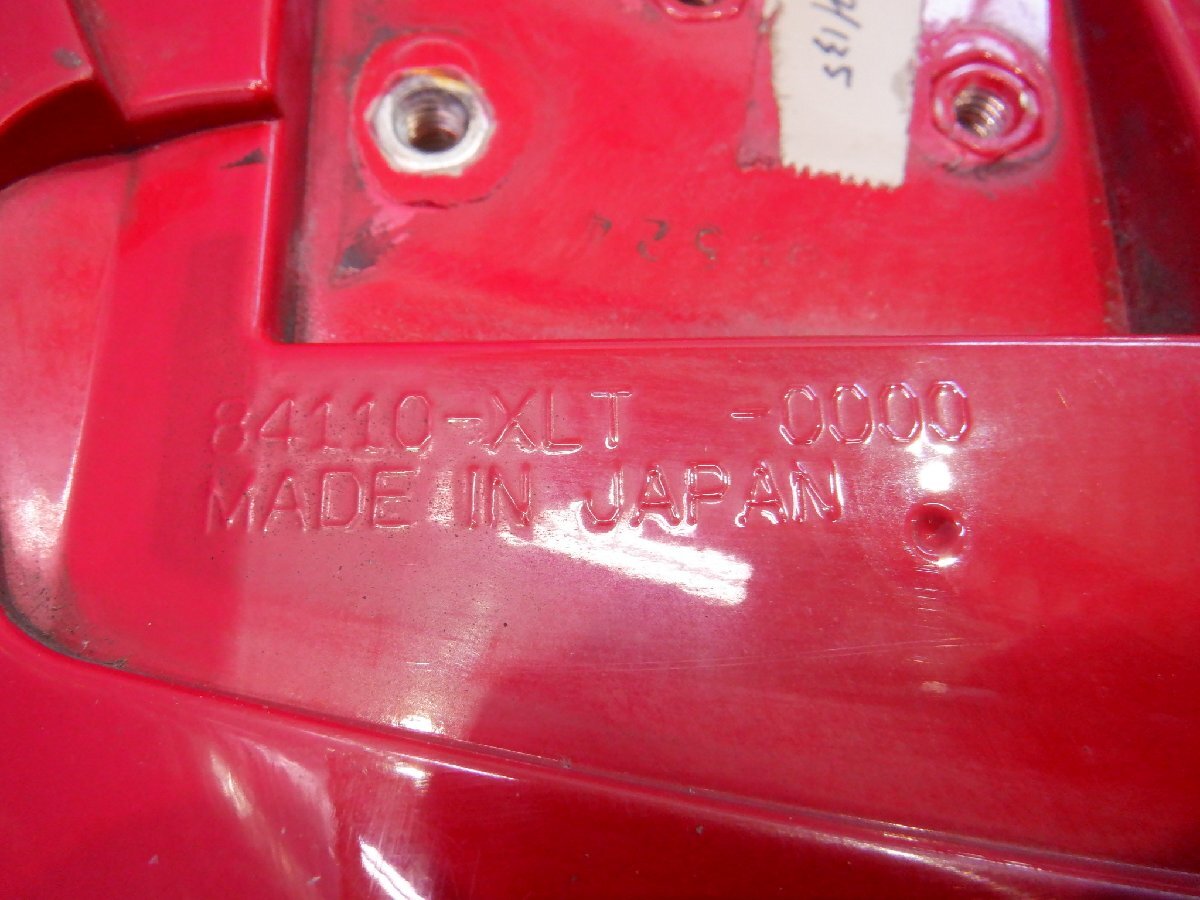 84110-XLT -0000
MADE IN JAPAN